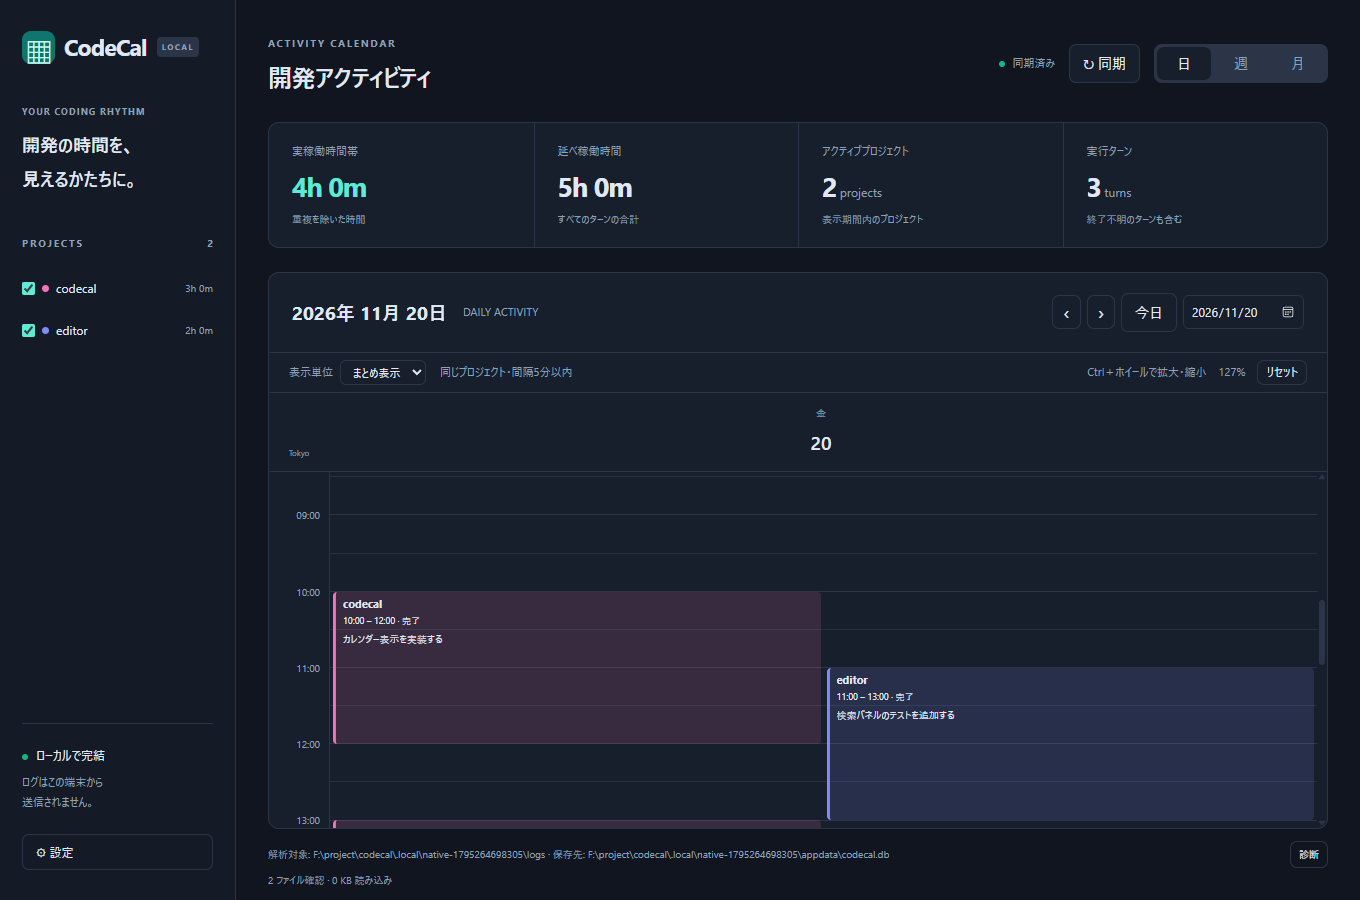 CodeCal LOCAL
YOUR CODING RHYTHM
開発の時間を、
見えるかたちに。
PROJECTS 2
codecal 3h 0m
editor 2h 0m
ローカルで完結
ログはこの端末から
送信されません。
⚙ 設定
ACTIVITY CALENDAR
開発アクティビティ
同期済み
↻ 同期
日 週 月
実稼働時間帯
4h 0m
重複を除いた時間
延べ稼働時間
5h 0m
すべてのターンの合計
アクティブプロジェクト
2 projects
表示期間内のプロジェクト
実行ターン
3 turns
終了不明のターンも含む
2026年 11月 20日 DAILY ACTIVITY
‹ › 今日 2026/11/20
表示単位 まとめ表示 同じプロジェクト・間隔5分以内
Ctrl＋ホイールで拡大・縮小 127% リセット
金
20
Tokyo
09:00
10:00
codecal
10:00 – 12:00 · 完了
カレンダー表示を実装する
11:00
editor
11:00 – 13:00 · 完了
検索パネルのテストを追加する
12:00
13:00
解析対象: F:\project\codecal\.local\native-1795264698305\logs · 保存先: F:\project\codecal\.local\native-1795264698305\appdata\codecal.db
診断
2 ファイル確認 · 0 KB 読み込み